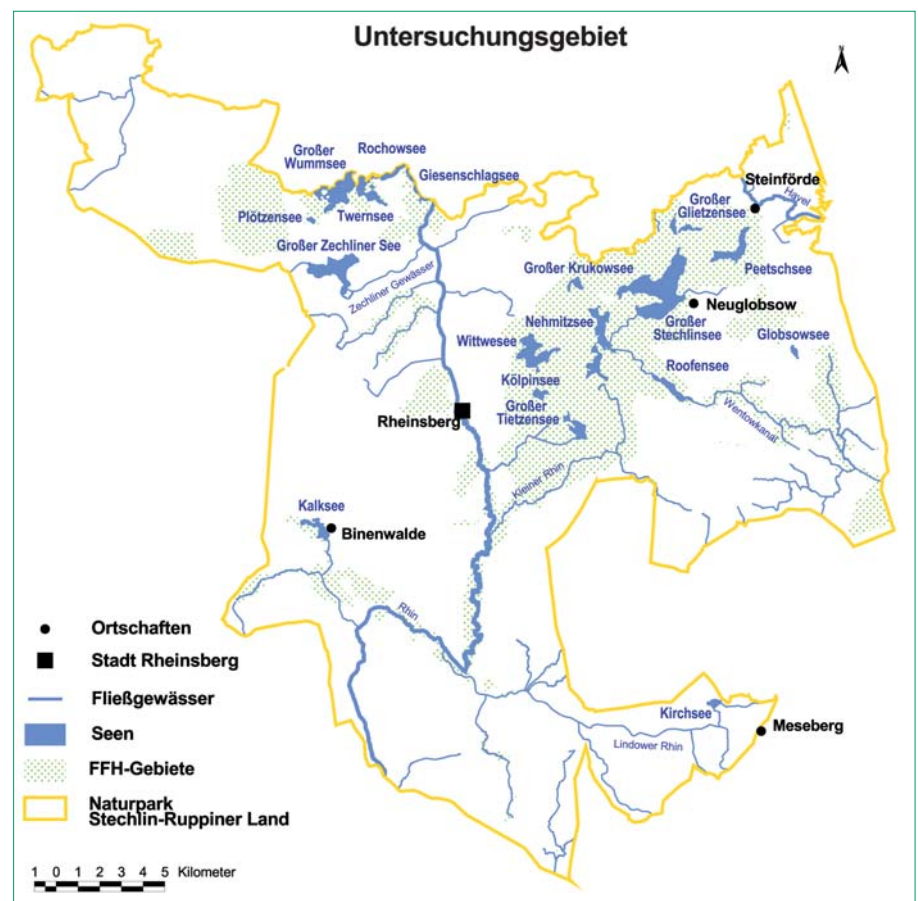 Untersuchungsgebiet
N
Großer
Wummsee
Rochowsee
Giesenschlagsee
Plötzensee
Twernsee
Großer Zechliner See
Zechliner Gewässer
Steinförde
Havel
Großer
Glietzensee
Peetschsee
Großer Krukowsee
Neuglobsow
Nehmitzsee
Großer
Stechlinsee
Globsowsee
Wittwesee
Roofensee
Kölpinsee
Wentowkanal
Großer
Tietzensee
Rheinsberg
Kleiner Rhin
Kalksee
Binenwalde
Rhin
Kirchsee
Meseberg
Lindower Rhin
Ortschaften
Stadt Rheinsberg
Fließgewässer
Seen
FFH-Gebiete
Naturpark
Stechlin-Ruppiner Land
1 0 1 2 3 4 5 Kilometer